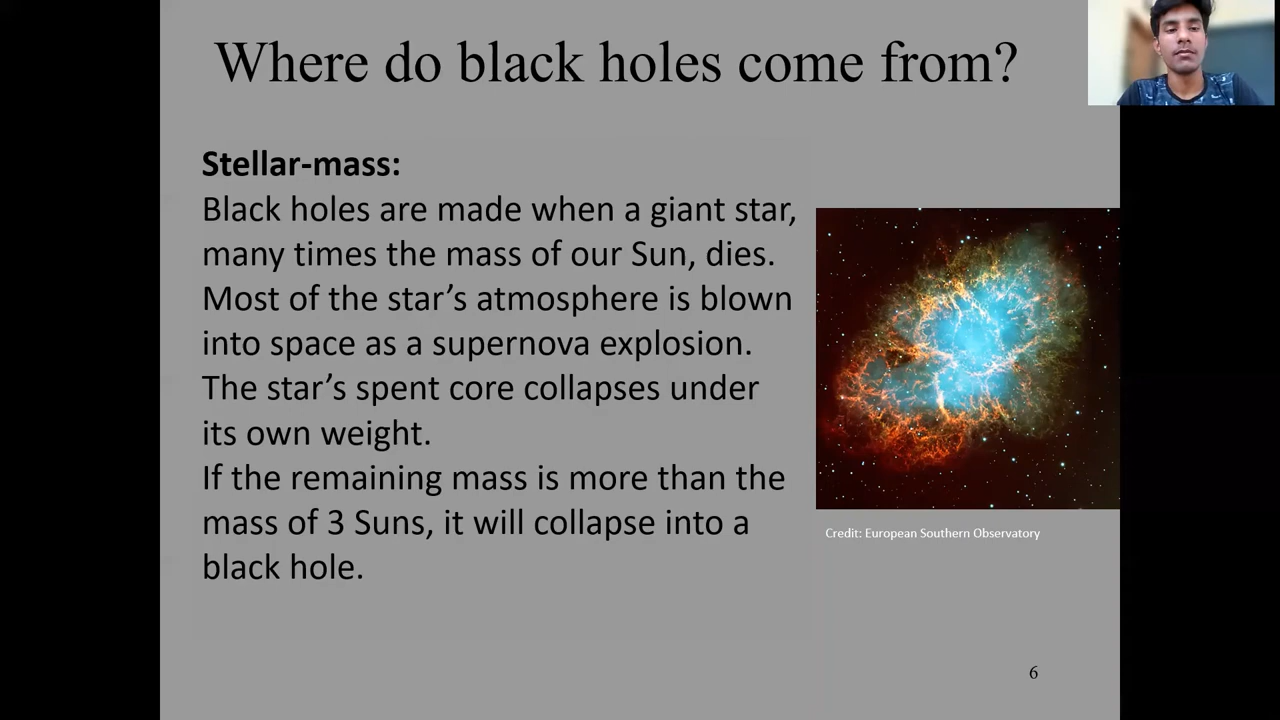 Where do black holes come from?
Stellar-mass:
Black holes are made when a giant star,
many times the mass of our Sun, dies.
Most of the star’s atmosphere is blown
into space as a supernova explosion.
The star’s spent core collapses under
its own weight.
If the remaining mass is more than the
mass of 3 Suns, it will collapse into a
black hole.
Credit: European Southern Observatory
6